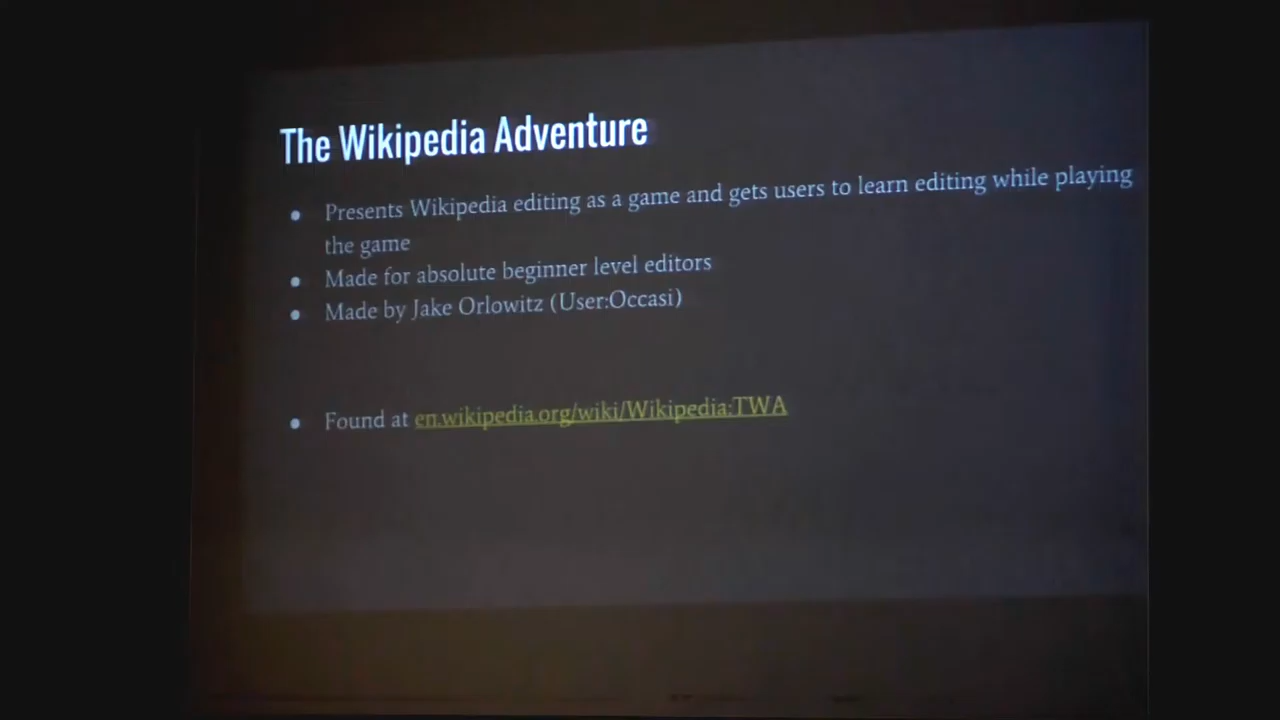 The Wikipedia Adventure
● Presents Wikipedia editing as a game and gets users to learn editing while playing
the game
● Made for absolute beginner level editors
● Made by Jake Orlowitz (User:Occasi)
● Found at en.wikipedia.org/wiki/Wikipedia:TWA